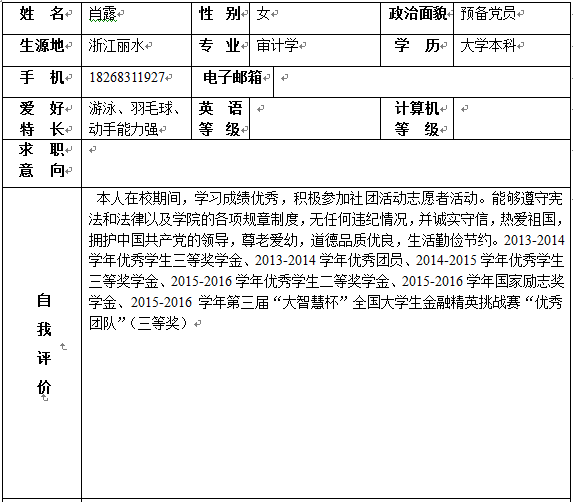 姓 名 肖露 性 别 女 政治面貌 预备党员
生源地 浙江丽水 专 业 审计学 学 历 大学本科
手 机 18268311927 电子邮箱
爱 好 游泳、羽毛球、 英 语 计算机
特 长 动手能力强 等 级 等 级
求 职
意 向
本人在校期间，学习成绩优秀，积极参加社团活动志愿者活动。能够遵守宪
法和法律以及学院的各项规章制度，无任何违纪情况，并诚实守信，热爱祖国，
拥护中国共产党的领导，尊老爱幼，道德品质优良，生活勤俭节约。2013-2014
学年优秀学生三等奖学金、2013-2014 学年优秀团员、2014-2015 学年优秀学生
三等奖学金、2015-2016 学年优秀学生二等奖学金、2015-2016 学年国家励志奖
学金、2015-2016 学年第三届“大智慧杯”全国大学生金融精英挑战赛“优秀
团队”（三等奖）
自
我
评
价